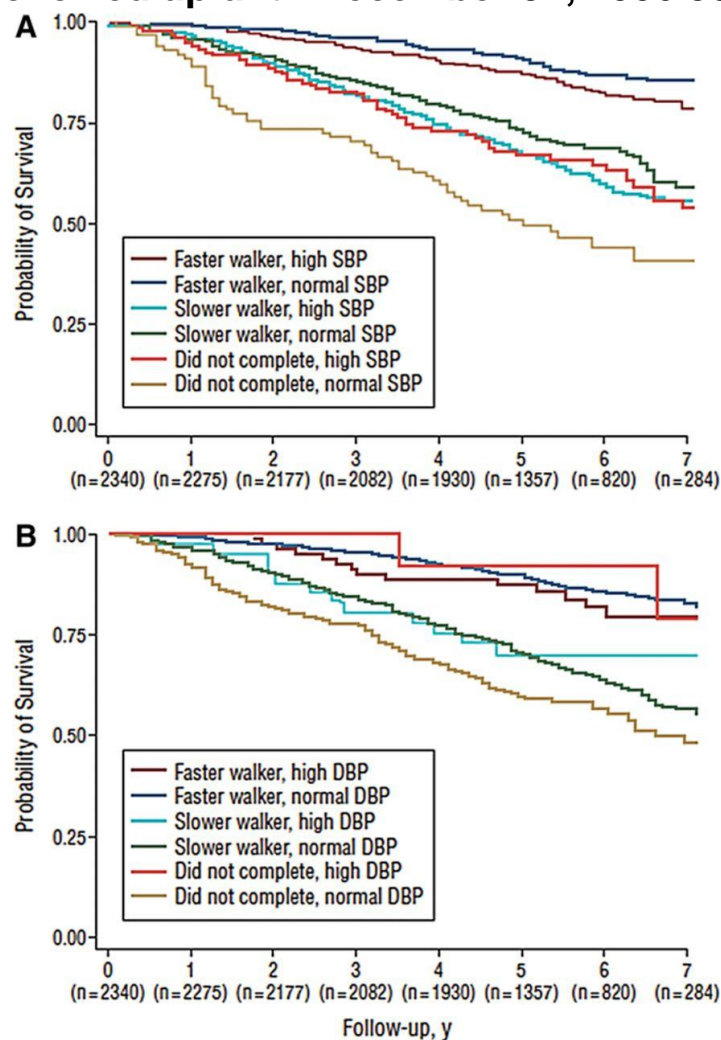 A
1.00
0.75
0.50
0.25
0.00
Probability of Survival
Faster walker, high SBP
Faster walker, normal SBP
Slower walker, high SBP
Slower walker, normal SBP
Did not complete, high SBP
Did not complete, normal SBP
0 1 2 3 4 5 6 7
(n=2340) (n=2275) (n=2177) (n=2082) (n=1930) (n=1357) (n=820) (n=284)
B
1.00
0.75
0.50
0.25
0.00
Probability of Survival
Faster walker, high DBP
Faster walker, normal DBP
Slower walker, high DBP
Slower walker, normal DBP
Did not complete, high DBP
Did not complete, normal DBP
0 1 2 3 4 5 6 7
(n=2340) (n=2275) (n=2177) (n=2082) (n=1930) (n=1357) (n=820) (n=284)
Follow-up, y